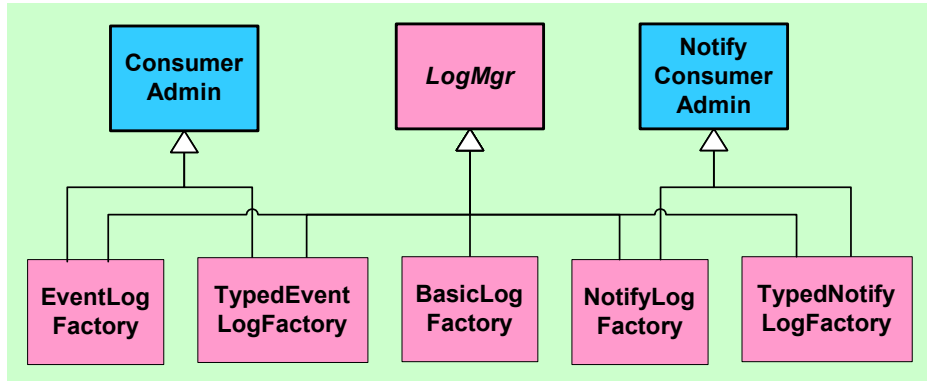 Consumer
Admin
LogMgr
Notify
Consumer
Admin
EventLog
Factory
TypedEvent
LogFactory
BasicLog
Factory
NotifyLog
Factory
TypedNotify
LogFactory